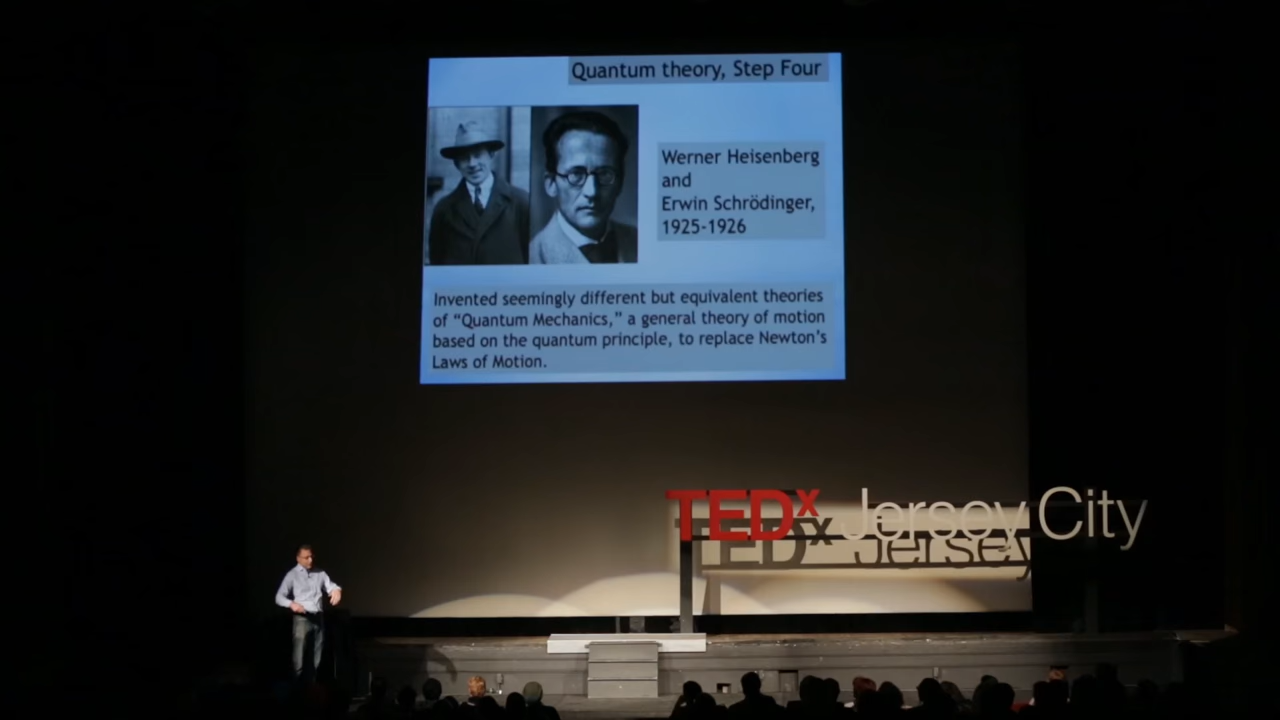 Quantum theory, Step Four
Werner Heisenberg
and
Erwin Schrödinger,
1925-1926
Invented seemingly different but equivalent theories
of “Quantum Mechanics,” a general theory of motion
based on the quantum principle, to replace Newton’s
Laws of Motion.
TEDx Jersey City